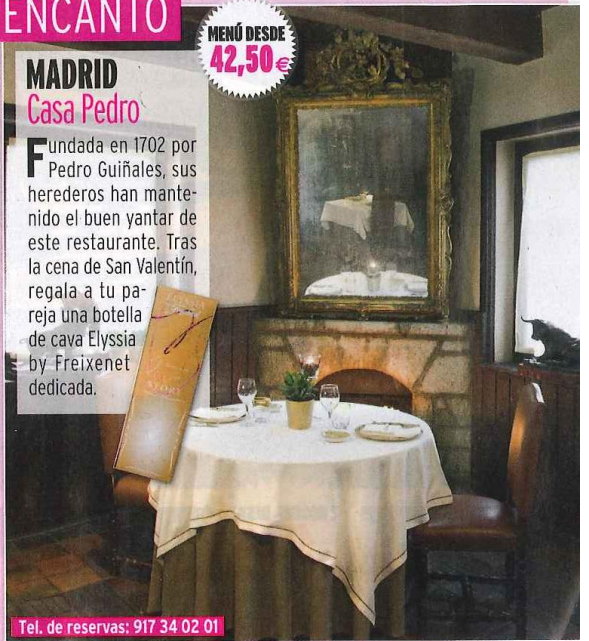 ENCANTO
MENÚ DESDE
42,50€
MADRID
Casa Pedro
Fundada en 1702 por
Pedro Guiñales, sus
herederos han mante-
nido el buen yantar de
este restaurante. Tras
la cena de San Valentín,
regala a tu pa-
reja una botella
de cava Elyssia
by Freixenet
dedicada.
STORY
Tel. de reservas: 917 34 02 01